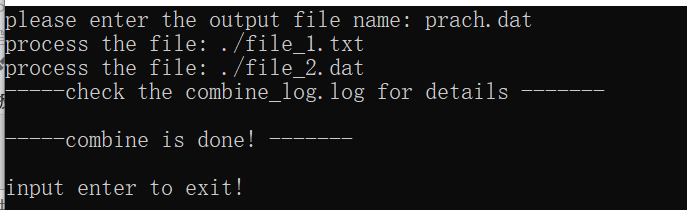 please enter the output file name: prach.dat
process the file: ./file_1.txt
process the file: ./file_2.dat
-----check the combine_log.log for details -------
-----combine is done! -------
input enter to exit!